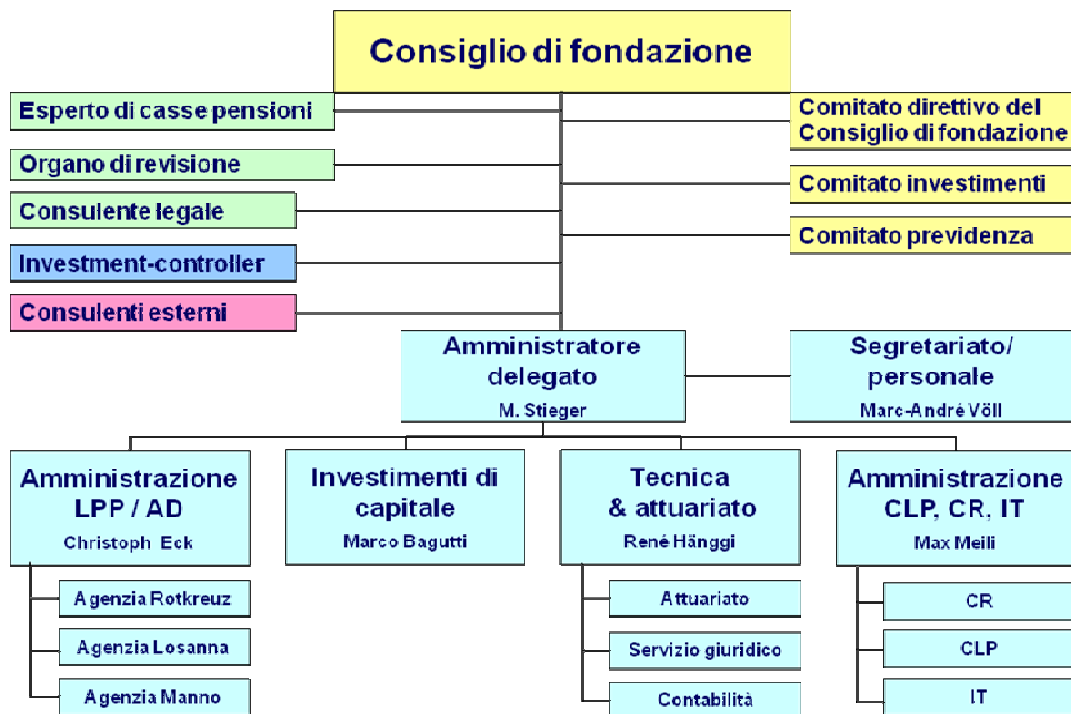 Consiglio di fondazione
Esperto di casse pensioni
Organo di revisione
Consulente legale
Investment-controller
Consulenti esterni
Comitato direttivo del
Consiglio di fondazione
Comitato investimenti
Comitato previdenza
Amministratore
delegato
M. Stieger
Segretariato/
personale
Marc-André Völl
Amministrazione
LPP / AD
Christoph Eck
Agenzia Rotkreuz
Agenzia Losanna
Agenzia Manno
Investimenti di
capitale
Marco Bagutti
Tecnica
& attuariato
René Hänggi
Attuariato
Servizio giuridico
Contabilità
Amministrazione
CLP, CR, IT
Max Meili
CR
CLP
IT